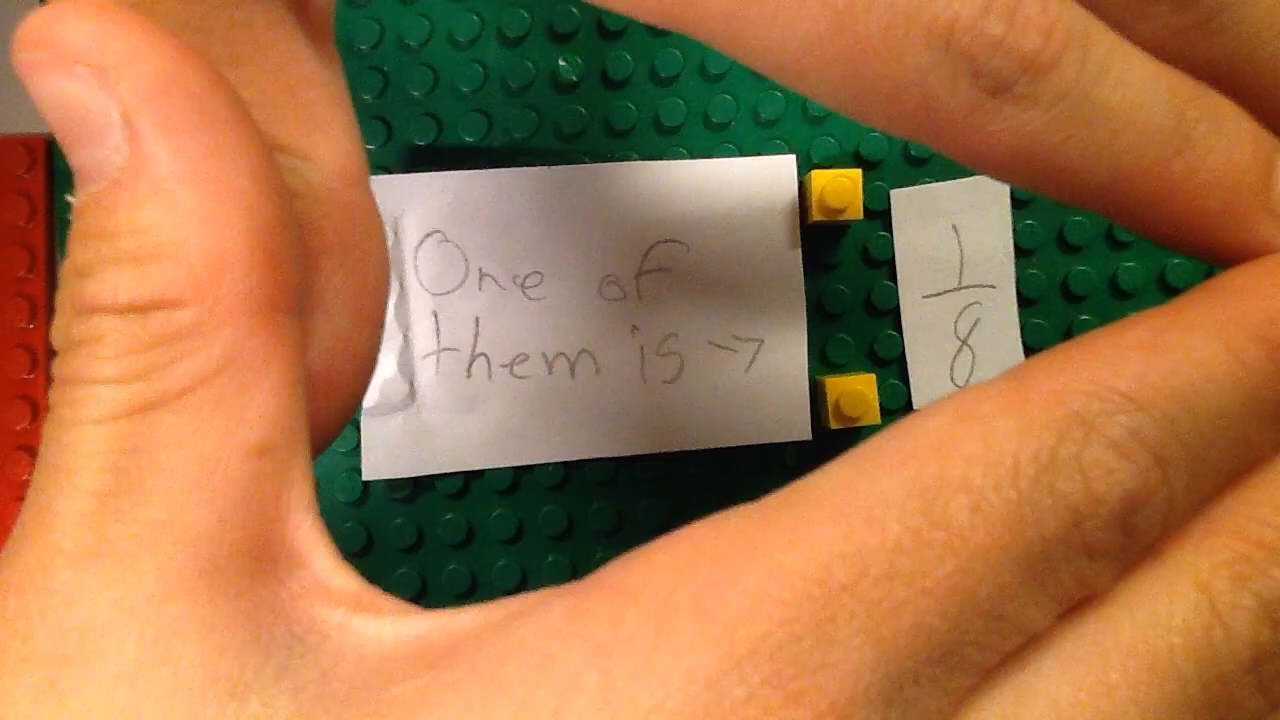 One of
them is →
1
8